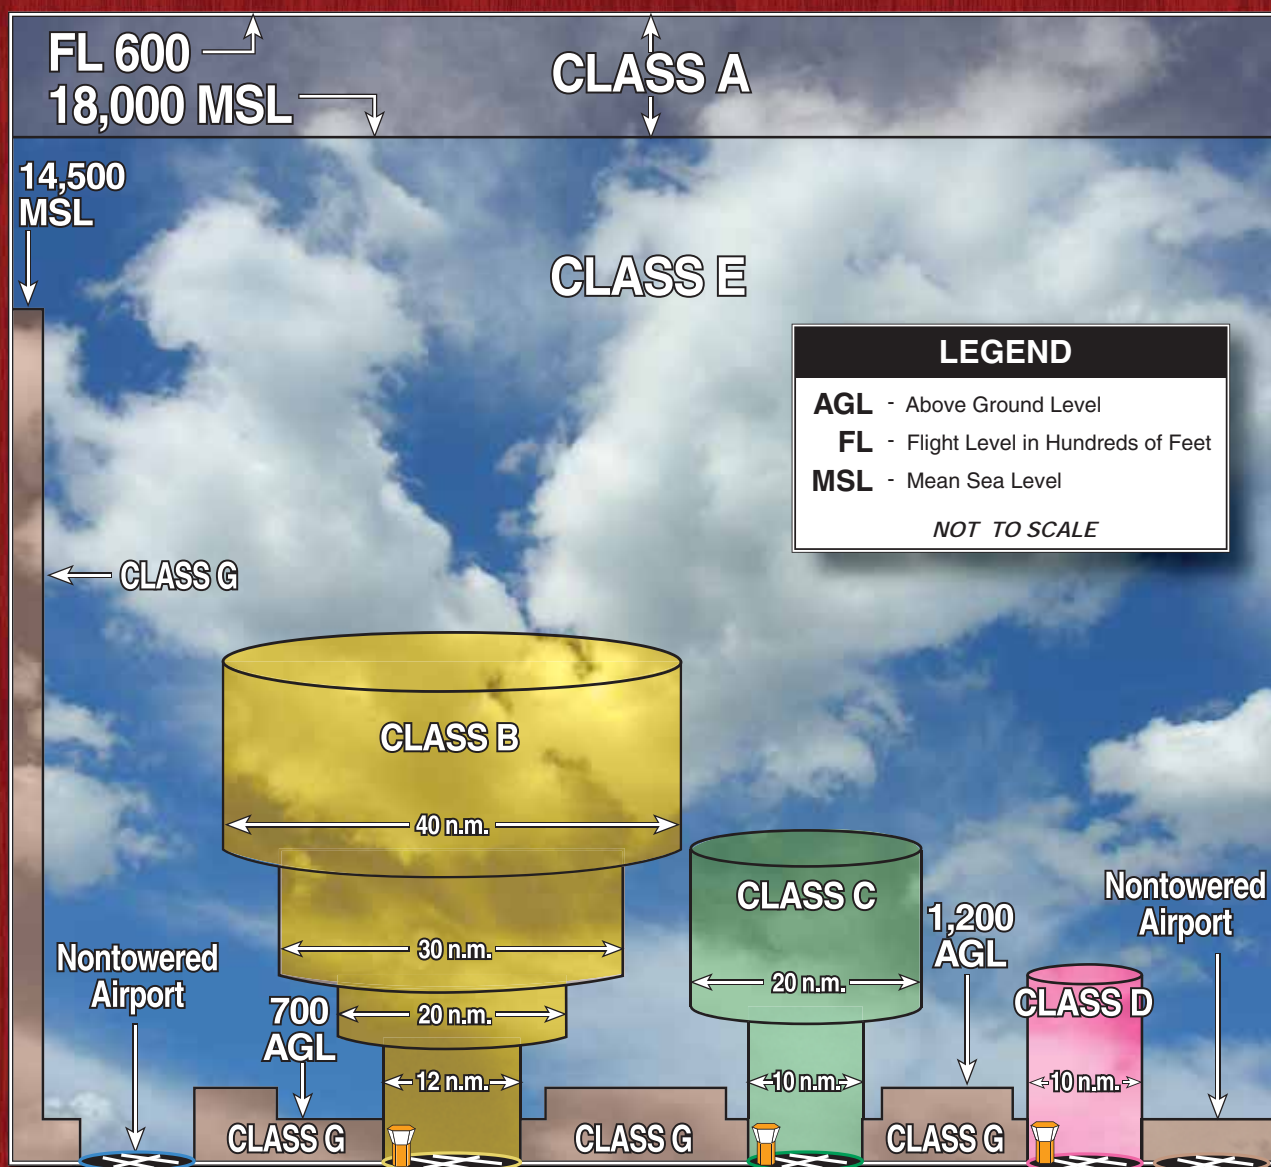 FL 600
18,000 MSL
CLASS A
14,500
MSL
CLASS E
LEGEND
AGL - Above Ground Level
FL - Flight Level in Hundreds of Feet
MSL - Mean Sea Level
NOT TO SCALE
CLASS G
CLASS B
40 n.m.
30 n.m.
20 n.m.
12 n.m.
CLASS C
20 n.m.
10 n.m.
1,200
AGL
Nontowered
Airport
CLASS D
10 n.m.
Nontowered
Airport
700
AGL
CLASS G
CLASS G
CLASS G